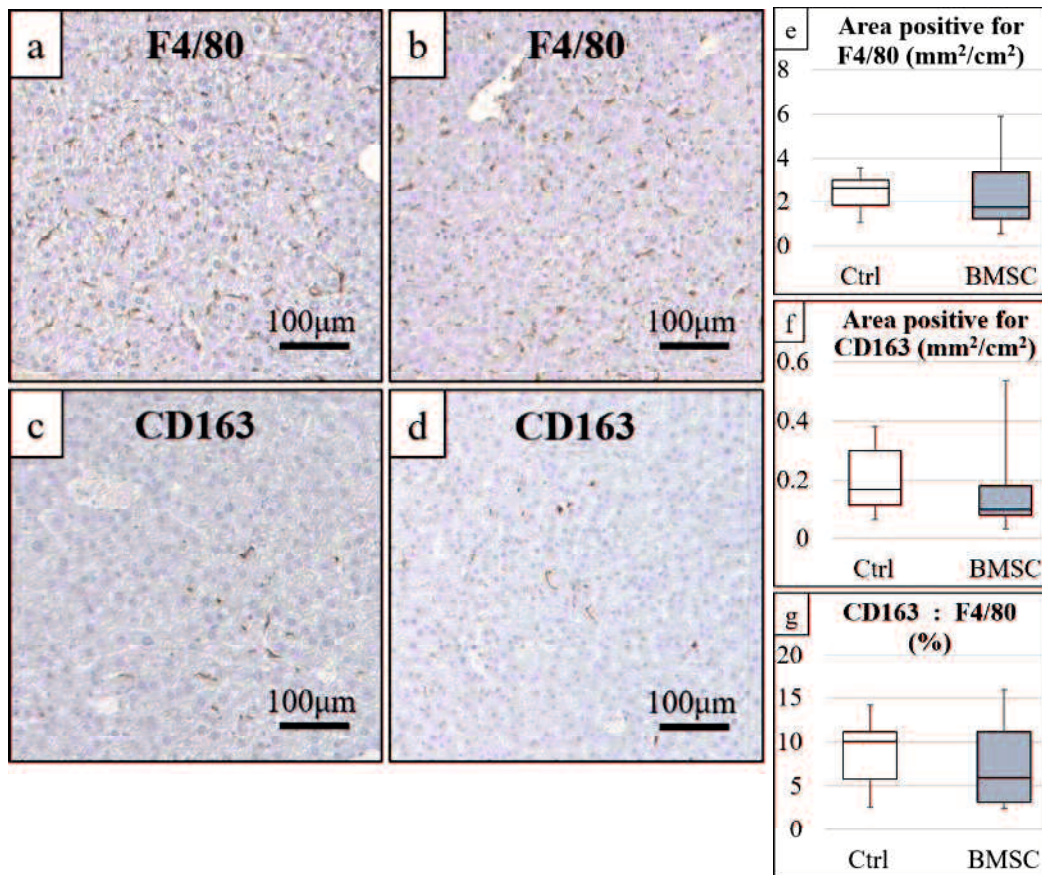 a
F4/80
100μm
b
F4/80
100μm
c
CD163
100μm
d
CD163
100μm
e
Area positive for
F4/80 (mm²/cm²)
8
6
4
2
0
Ctrl BMSC
f
Area positive for
CD163 (mm²/cm²)
0.6
0.4
0.2
0
Ctrl BMSC
g
CD163 : F4/80
(%)
20
15
10
5
0
Ctrl BMSC